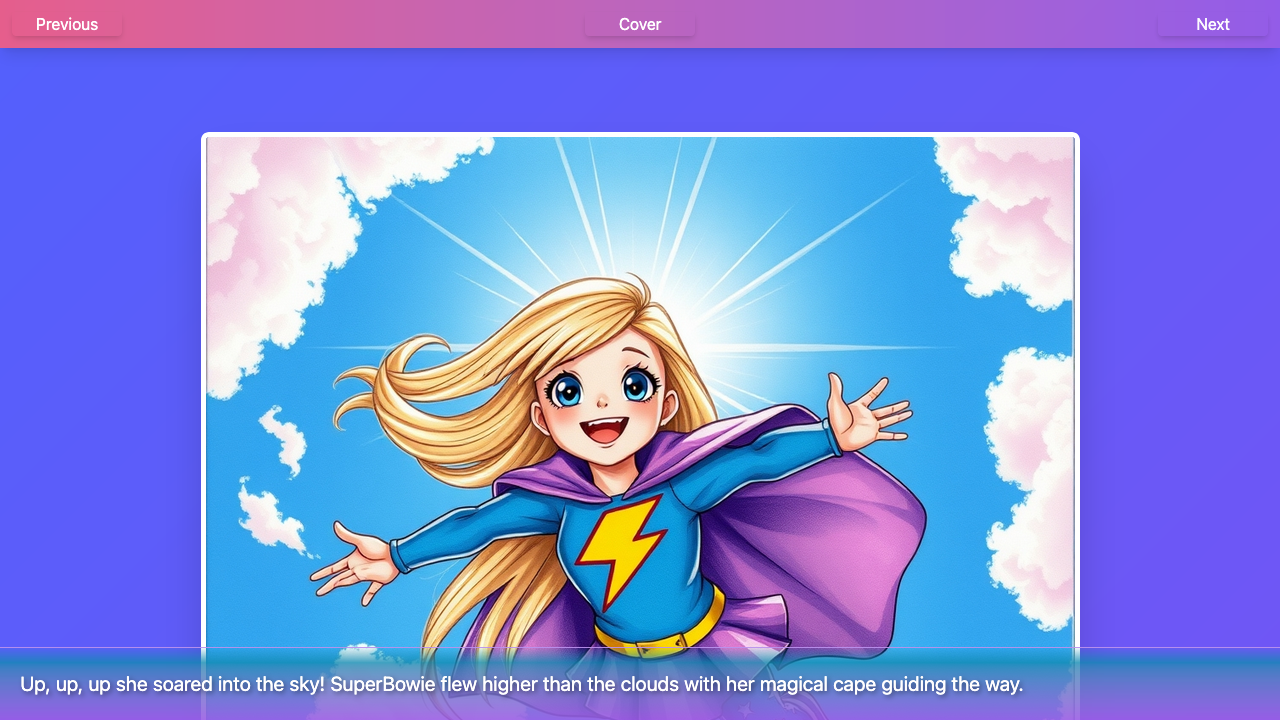 Previous
Cover
Next
Up, up, up she soared into the sky! SuperBowie flew higher than the clouds with her magical cape guiding the way.